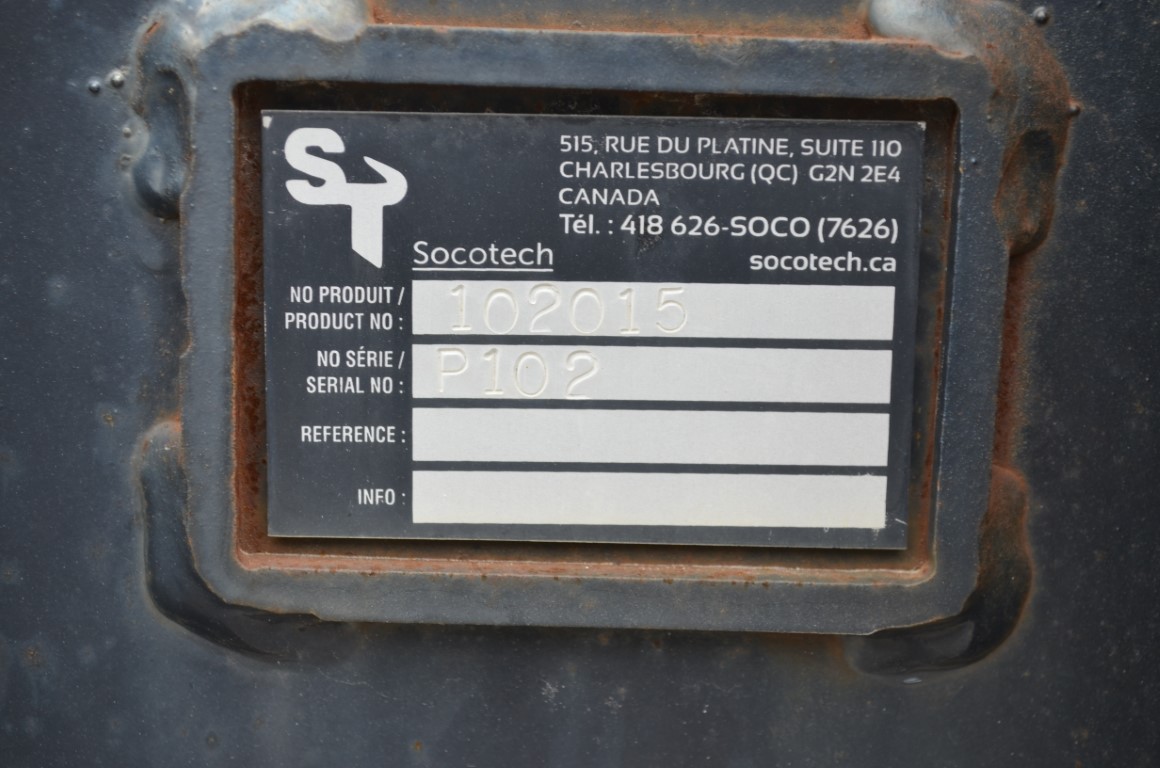 ST
Socotech
515, RUE DU PLATINE, SUITE 110
CHARLESBOURG (QC) G2N 2E4
CANADA
Tél. : 418 626-SOCO (7626)
socotech.ca
NO PRODUIT /
PRODUCT NO : 102015
NO SÉRIE /
SERIAL NO : P102
REFERENCE :
INFO :